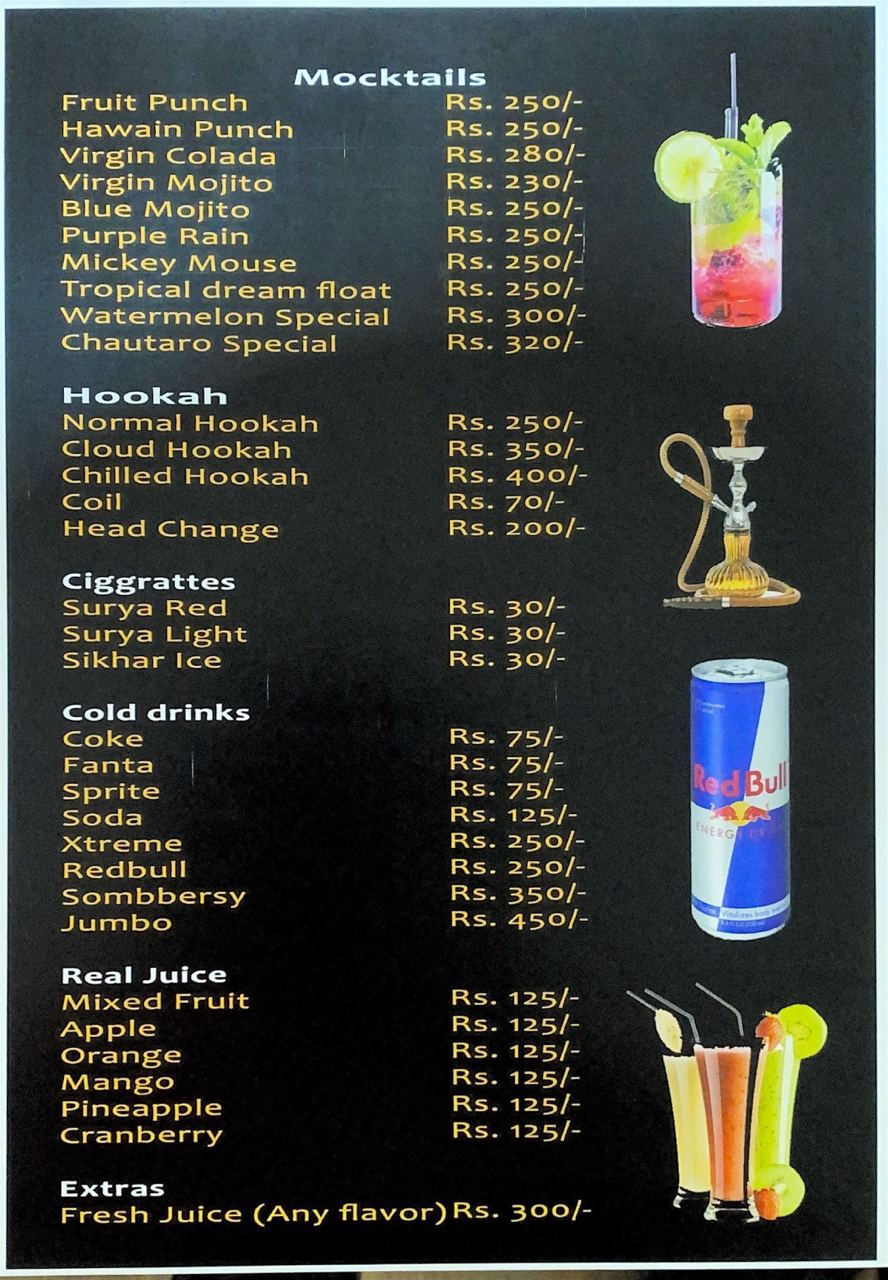 Mocktails
Fruit Punch Rs. 250/-
Hawain Punch Rs. 250/-
Virgin Colada Rs. 280/-
Virgin Mojito Rs. 230/-
Blue Mojito Rs. 250/-
Purple Rain Rs. 250/-
Mickey Mouse Rs. 250/-
Tropical dream float Rs. 250/-
Watermelon Special Rs. 300/-
Chautaro Special Rs. 320/-
Hookah
Normal Hookah Rs. 250/-
Cloud Hookah Rs. 350/-
Chilled Hookah Rs. 400/-
Coil Rs. 70/-
Head Change Rs. 200/-
Ciggrattes
Surya Red Rs. 30/-
Surya Light Rs. 30/-
Sikhar Ice Rs. 30/-
Cold drinks
Coke Rs. 75/-
Fanta Rs. 75/-
Sprite Rs. 75/-
Soda Rs. 125/-
Xtreme Rs. 250/-
Redbull Rs. 250/-
Sombbersy Rs. 350/-
Jumbo Rs. 450/-
Red Bull
ENERGY DRINK
Vitalizes body
Real Juice
Mixed Fruit Rs. 125/-
Apple Rs. 125/-
Orange Rs. 125/-
Mango Rs. 125/-
Pineapple Rs. 125/-
Cranberry Rs. 125/-
Extras
Fresh Juice (Any flavor) Rs. 300/-